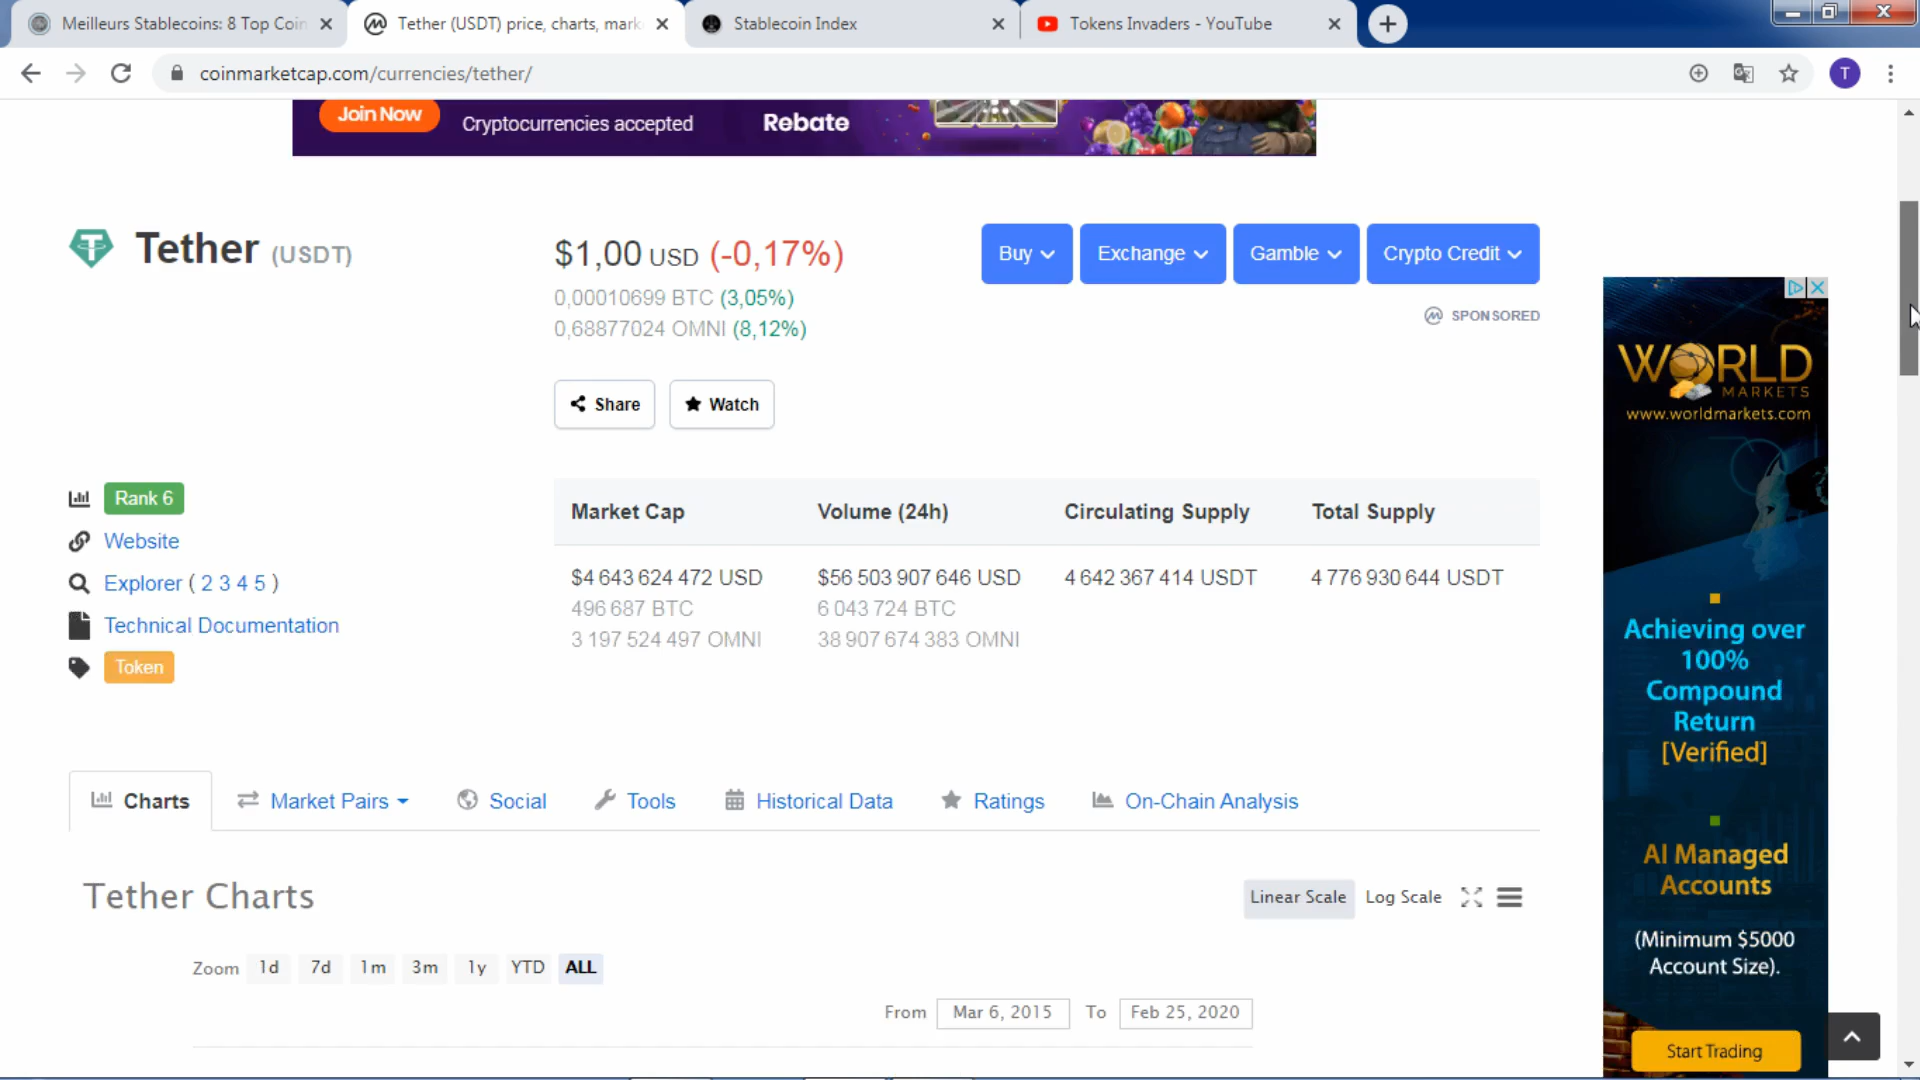 Meilleurs Stablecoins: 8 Top Coin
Tether (USDT) price, charts, mark
Stablecoin Index
Tokens Invaders - YouTube
coinmarketcap.com/currencies/tether/
T
Join Now
Cryptocurrencies accepted
Rebate
Tether (USDT)
$1,00 USD (-0,17%)
0,00010699 BTC (3,05%)
0,68877024 OMNI (8,12%)
Buy
Exchange
Gamble
Crypto Credit
SPONSORED
Share
Watch
Rank 6
Website
Explorer ( 2 3 4 5 )
Technical Documentation
Token
Market Cap Volume (24h) Circulating Supply Total Supply
$4 643 624 472 USD $56 503 907 646 USD 4 642 367 414 USDT 4 776 930 644 USDT
496 687 BTC 6 043 724 BTC
3 197 524 497 OMNI 38 907 674 383 OMNI
Charts
Market Pairs
Social
Tools
Historical Data
Ratings
On-Chain Analysis
Tether Charts
Linear Scale
Log Scale
Zoom 1d 7d 1m 3m 1y YTD ALL
From Mar 6, 2015 To Feb 25, 2020
WORLD
MARKETS
www.worldmarkets.com
Achieving over
100%
Compound
Return
[Verified]
AI Managed
Accounts
(Minimum $5000
Account Size).
Start Trading